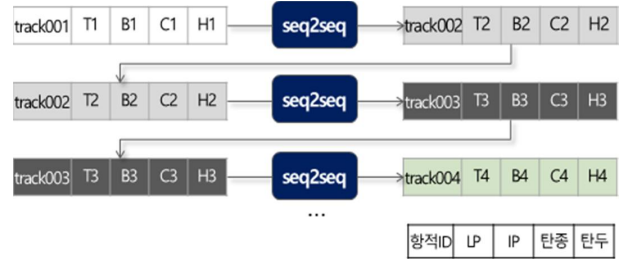 track001 T1 B1 C1 H1 seq2seq track002 T2 B2 C2 H2
track002 T2 B2 C2 H2 seq2seq track003 T3 B3 C3 H3
track003 T3 B3 C3 H3 seq2seq track004 T4 B4 C4 H4
...
항적ID LP IP 탄종 탄두